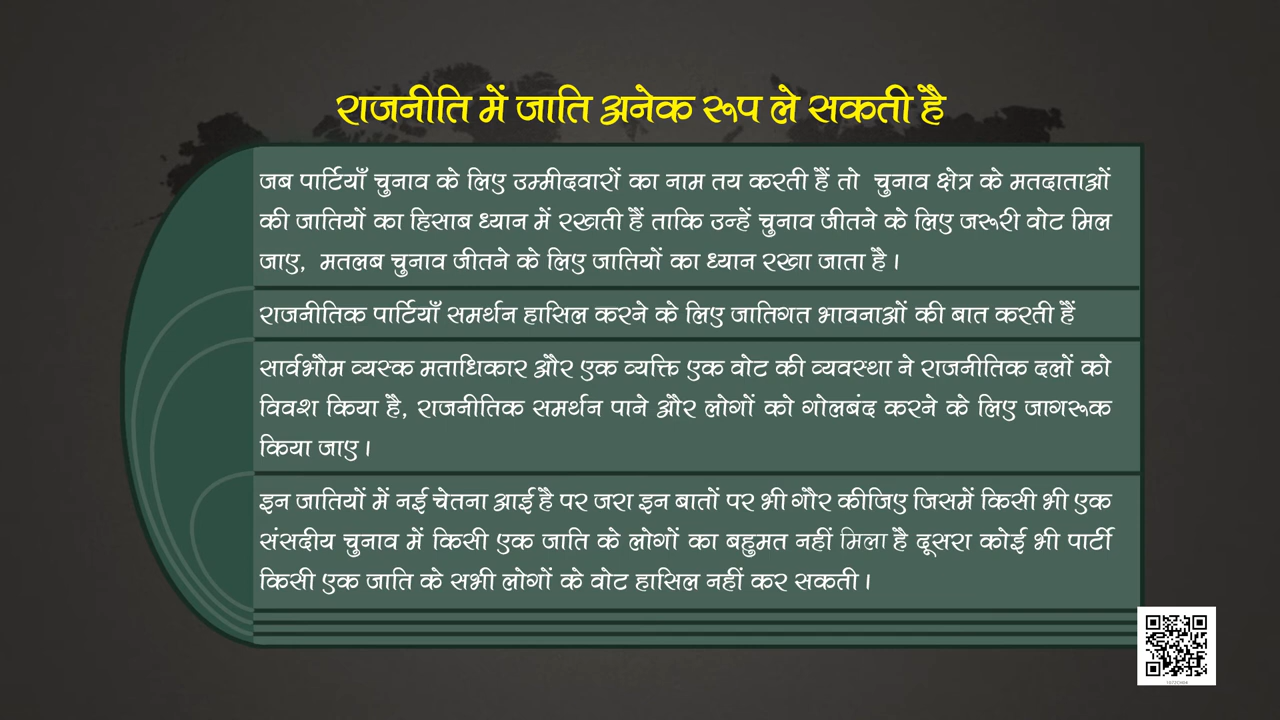 राजनीति में जाति अनेक रूप ले सकती है
जब पार्टियाँ चुनाव के लिए उम्मीदवारों का नाम तय करती हैं तो चुनाव क्षेत्र के मतदाताओं
की जातियों का हिसाब ध्यान में रखती हैं ताकि उन्हें चुनाव जीतने के लिए जरूरी वोट मिल
जाए, मतलब चुनाव जीतने के लिए जातियों का ध्यान रखा जाता है ।
राजनीतिक पार्टियाँ समर्थन हासिल करने के लिए जातिगत भावनाओं की बात करती हैं
सार्वभौम व्यस्क मताधिकार और एक व्यक्ति एक वोट की व्यवस्था ने राजनीतिक दलों को
विवश किया है, राजनीतिक समर्थन पाने और लोगों को गोलबंद करने के लिए जागरूक
किया जाए ।
इन जातियों में नई चेतना आई है पर जरा इन बातों पर भी गौर कीजिए जिसमें किसी भी एक
संसदीय चुनाव में किसी एक जाति के लोगों का बहुमत नहीं मिला है दूसरा कोई भी पार्टी
किसी एक जाति के सभी लोगों के वोट हासिल नहीं कर सकती ।